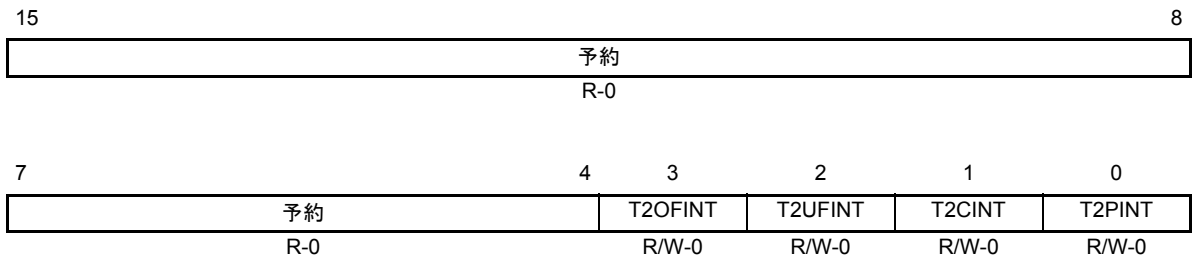 15 8
予約
R-0
7 4 3 2 1 0
予約 T2OFINT T2UFINT T2CINT T2PINT
R-0 R/W-0 R/W-0 R/W-0 R/W-0